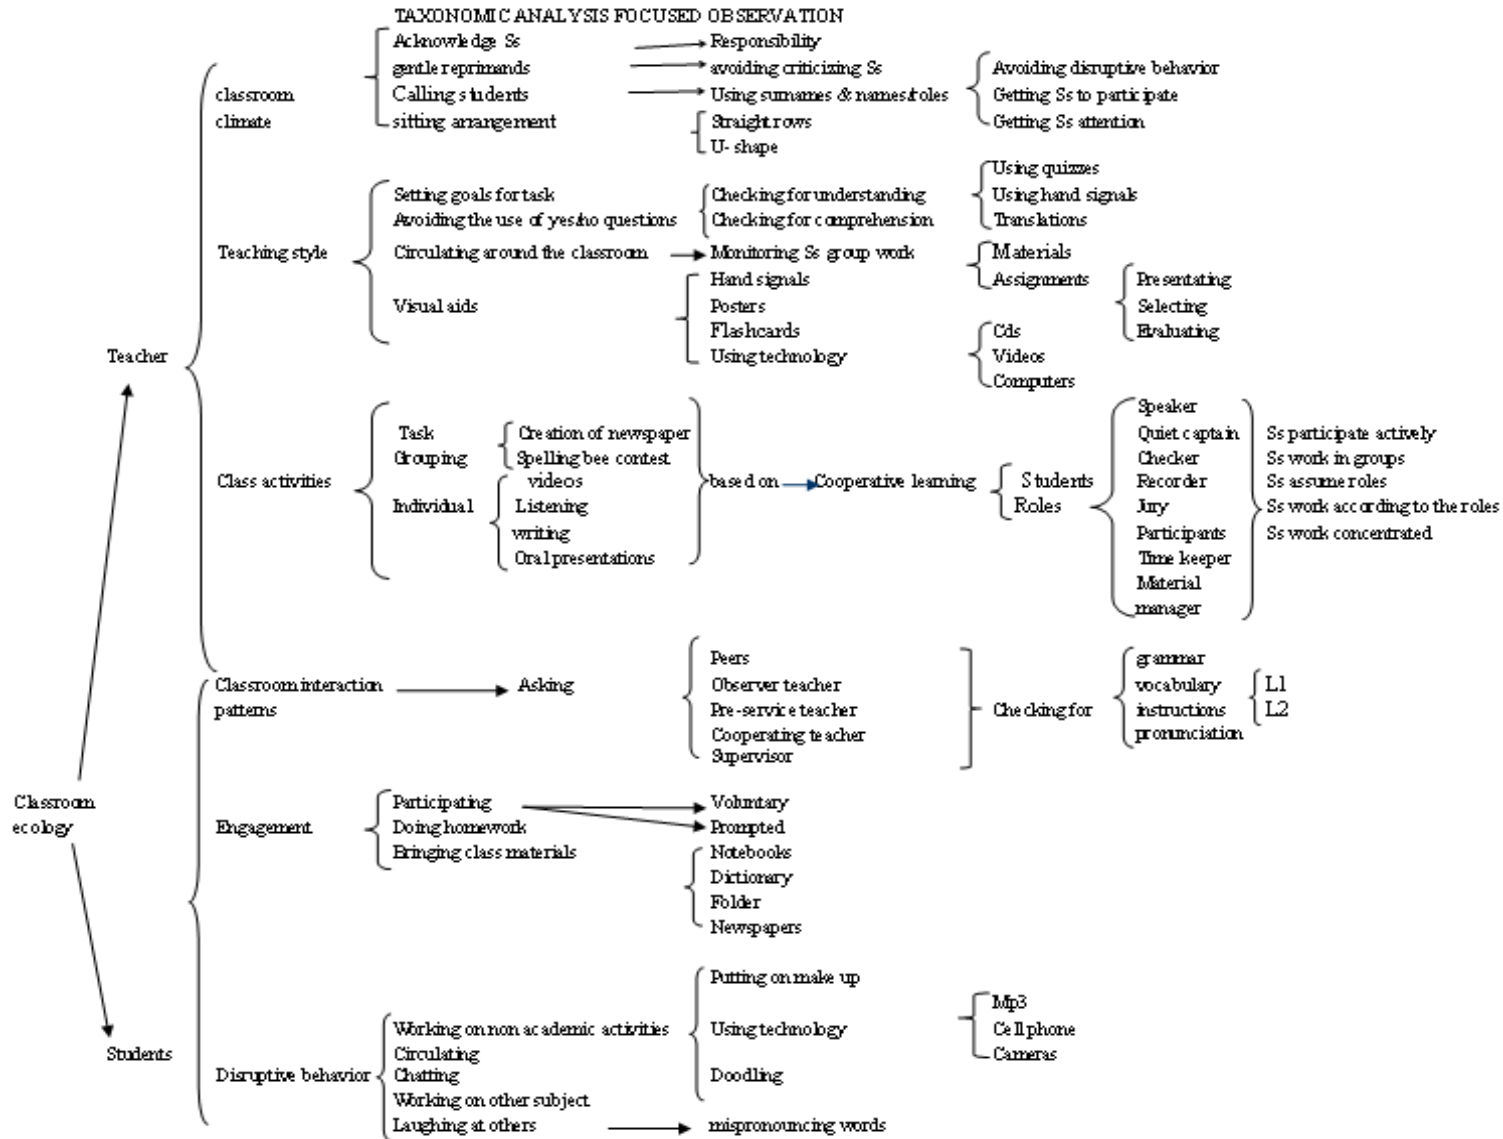 TAXONOMIC ANALYSIS FOCUSED OBSERVATION
Acknowledge Ss
Responsibility
gentle reprimands
avoiding criticizing Ss
Avoiding disruptive behavior
classroom
climate
Calling students
Using surnames & names/roles
Getting Ss to participate
sitting arrangement
Straight rows
Getting Ss attention
U- shape
Using quizzes
Setting goals for task
Checking for understanding
Using hand signals
Avoiding the use of yes/no questions
Checking for comprehension
Translations
Teaching style
Circulating around the classroom
Monitoring Ss group work
Materials
Hand signals
Assignments
Presentating
Visual aids
Posters
Selecting
Flashcards
Cds
Evaluating
Teacher
Using technology
Videos
Computers
Speaker
Task
Creation of newspaper
Quiet captain
Ss participate actively
Grouping
Spelling bee contest
Checker
Ss work in groups
Class activities
videos
based on
Cooperative learning
Students
Roles
Recorder
Ss assume roles
Individual
Listening
Jury
Ss work according to the roles
writing
Participants
Ss work concentrated
Oral presentations
Time keeper
Material
manager
Peers
grammar
Classroom interaction
patterns
Asking
Observer teacher
vocabulary
L1
Pre-service teacher
Checking for
instructions
L2
Cooperating teacher
pronunciation
Supervisor
Classroom
ecology
Participating
Voluntary
Engagement
Doing homework
Prompted
Bringing class materials
Notebooks
Dictionary
Folder
Newspapers
Putting on make up
Mp3
Working on non academic activities
Using technology
Cell phone
Students
Circulating
Cameras
Disruptive behavior
Chatting
Doodling
Working on other subject
Laughing at others
mispronouncing words